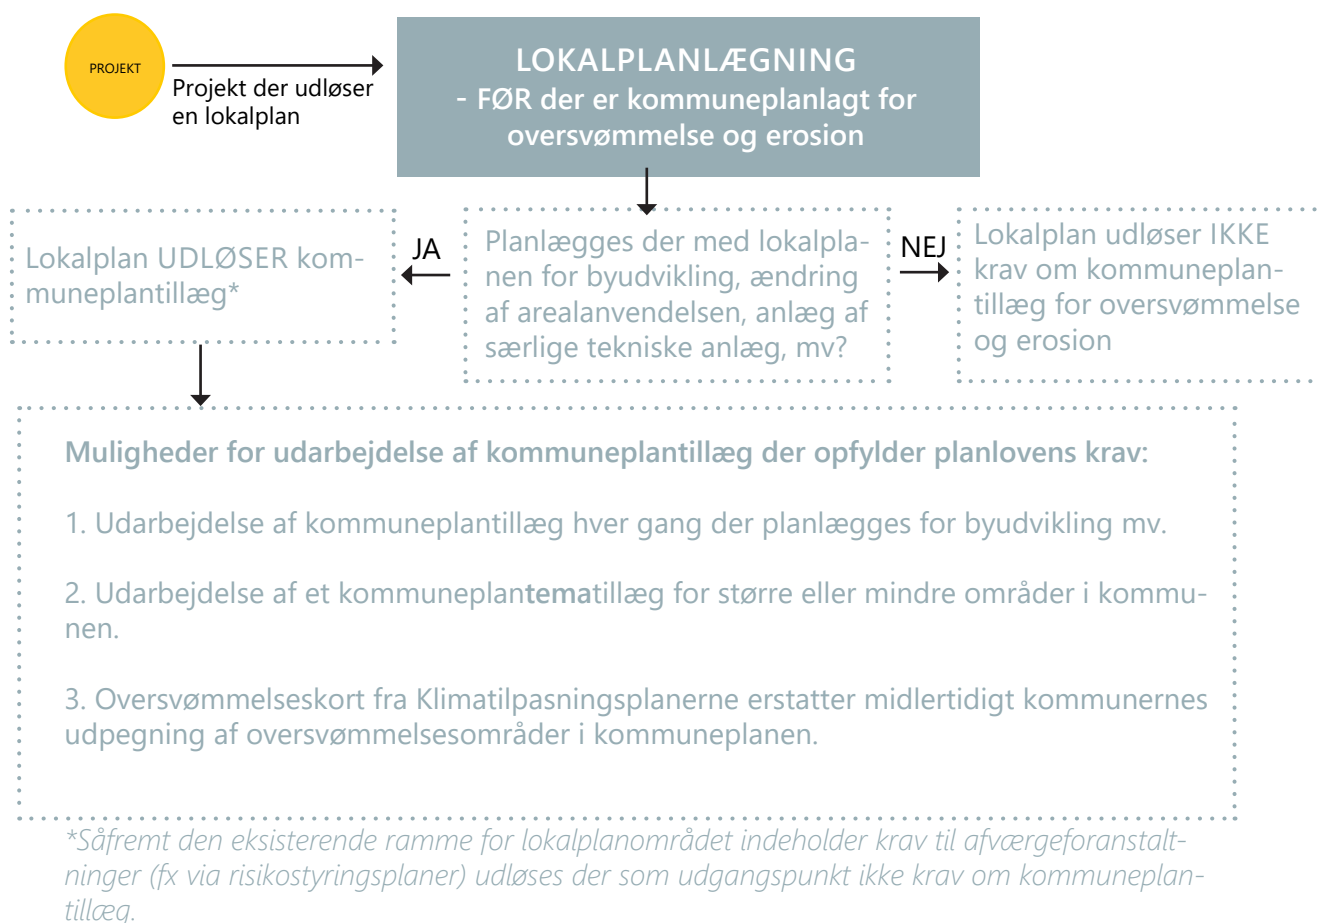 PROJEKT
Projekt der udløser
en lokalplan
LOKALPLANLÆGNING
- FØR der er kommuneplanlagt for
oversvømmelse og erosion
Lokalplan UDLØSER kom-
muneplantillæg*
JA
Planlægges der med lokalpla-
nen for byudvikling, ændring
af arealanvendelsen, anlæg af
særlige tekniske anlæg, mv?
NEJ
Lokalplan udløser IKKE
krav om kommuneplan-
tillæg for oversvømmelse
og erosion
Muligheder for udarbejdelse af kommuneplantillæg der opfylder planlovens krav:
1. Udarbejdelse af kommuneplantillæg hver gang der planlægges for byudvikling mv.
2. Udarbejdelse af et kommuneplantematillæg for større eller mindre områder i kommu-
nen.
3. Oversvømmelseskort fra Klimatilpasningsplanerne erstatter midlertidigt kommunernes
udpegning af oversvømmelsesområder i kommuneplanen.
*Såfremt den eksisterende ramme for lokalplanområdet indeholder krav til afværgeforanstalt-
ninger (fx via risikostyringsplaner) udløses der som udgangspunkt ikke krav om kommuneplan-
tillæg.